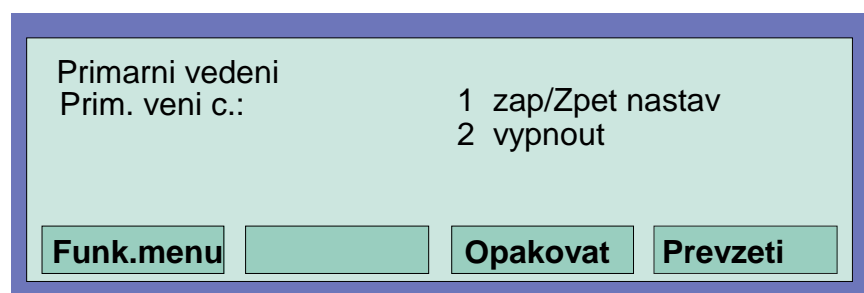 Primarni vedeni
Prim. veni c.:
1 zap/Zpet nastav
2 vypnout
Funk.menu
Opakovat
Prevzeti